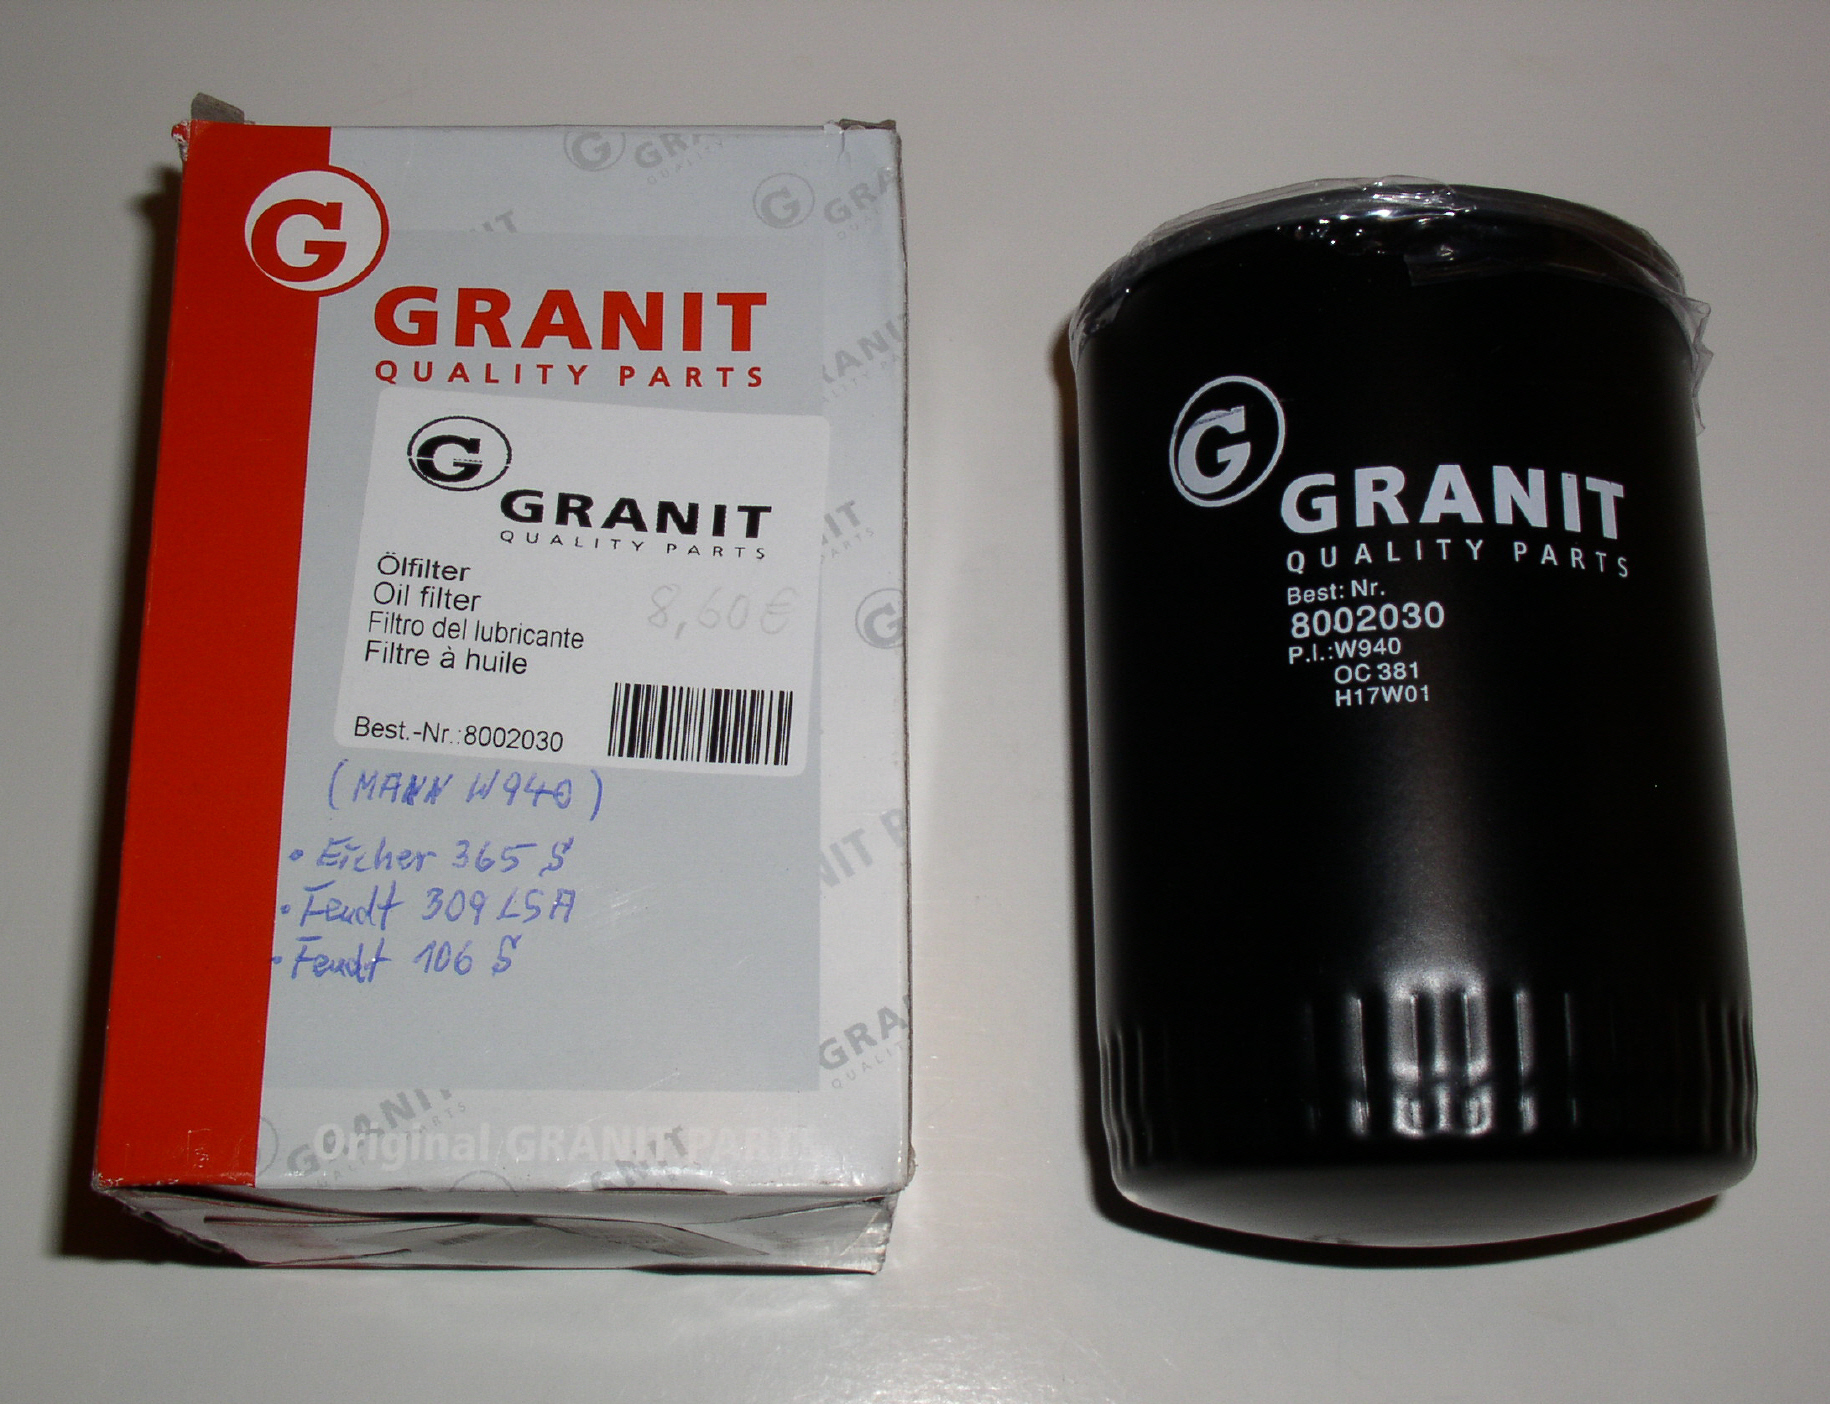 G
GRANIT
QUALITY PARTS
G
GRANIT
QUALITY PARTS
Ölfilter
Oil filter
8,60€
Filtro del lubricante
Filtre à huile
Best.-Nr.:8002030
(MANN W940)
• Eicher 365 S
• Fendt 309 LSA
• Fendt 106 S
Original GRANIT PARTS
G
GRANIT
QUALITY PARTS
Best: Nr.
8002030
P.I.:W940
OC 381
H17W01